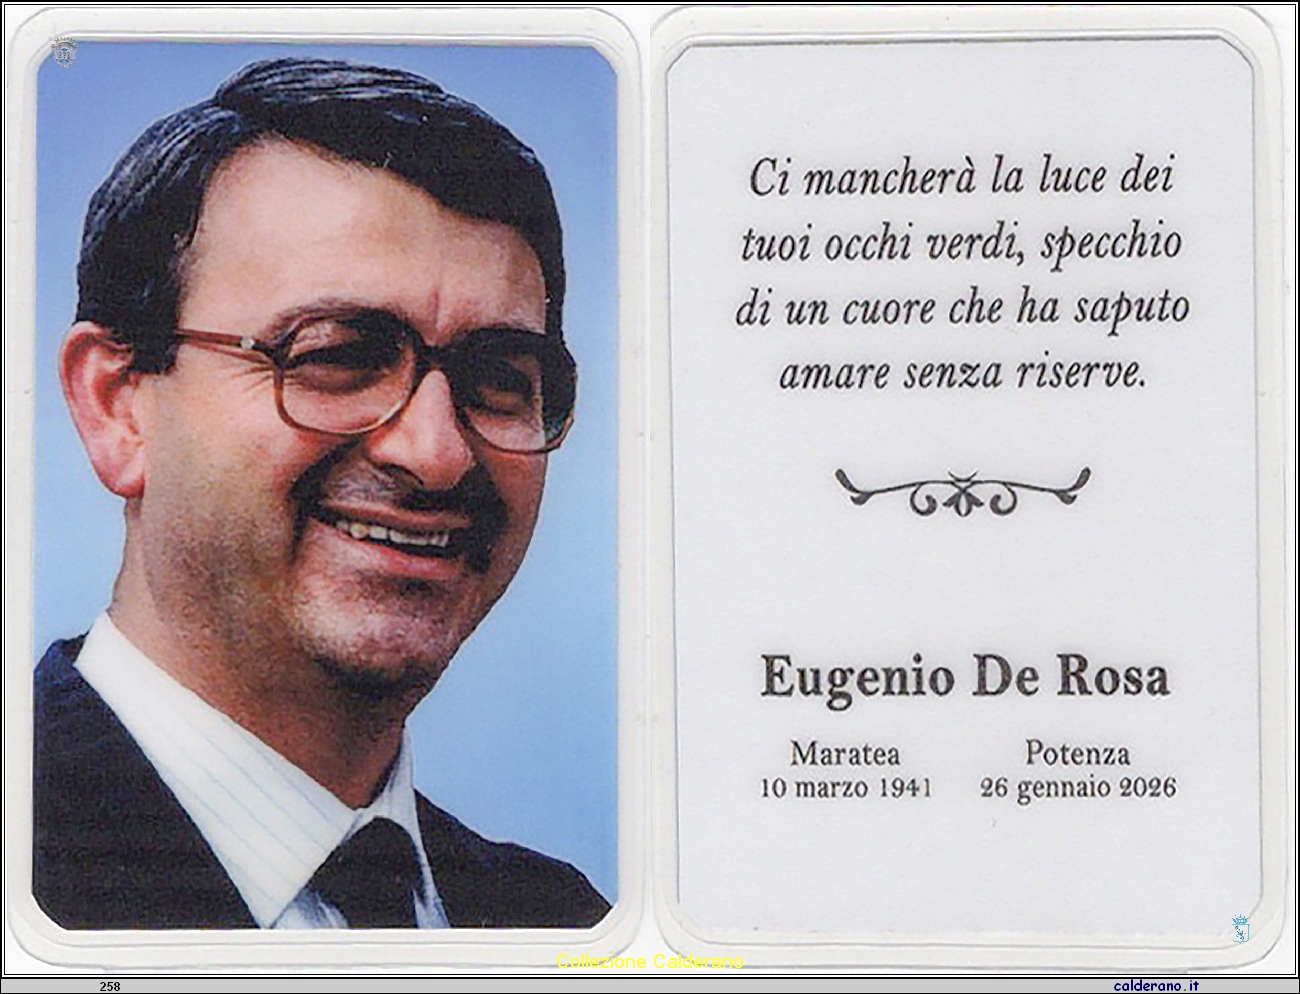 Ci mancherà la luce dei
tuoi occhi verdi, specchio
di un cuore che ha saputo
amare senza riserve.
Eugenio De Rosa
Maratea
10 marzo 1941
Potenza
26 gennaio 2026
Collezione Calderano
258
calderano.it